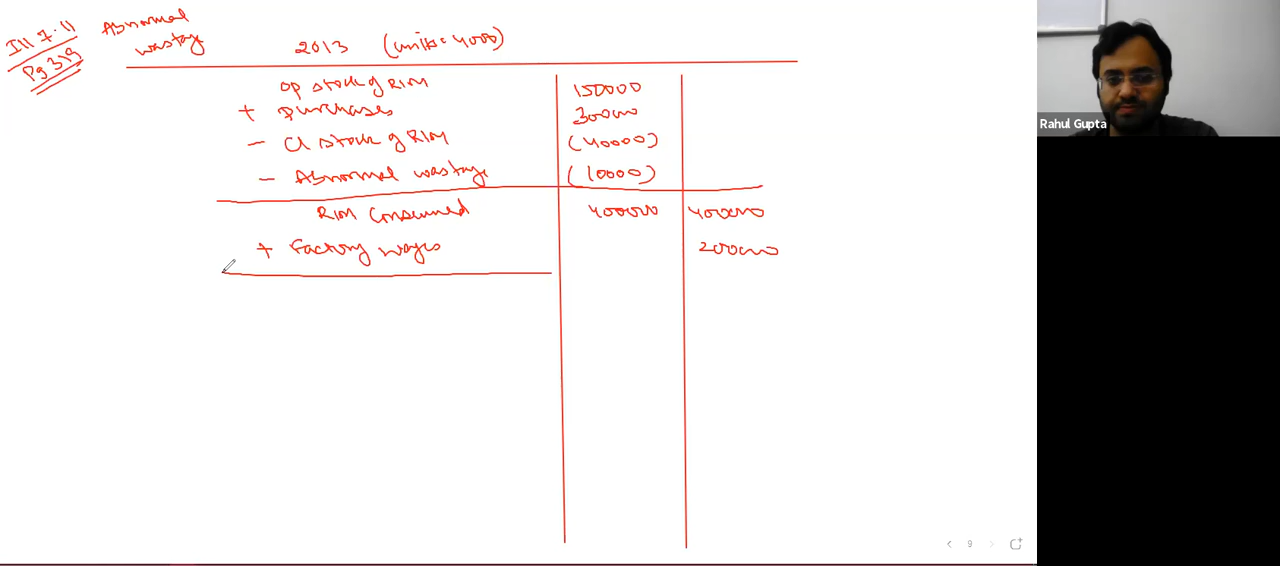 Ill 7.11
Pg 319
Abnormal
wastage
2013 (units = 4000)
op stock of R|M 150000
+ purchases 300000
- Cl stock of R|M (40000)
- Abnormal wastage (10000)
R|M Consumed 400000 400000
+ Factory wages 200000
Rahul Gupta
9